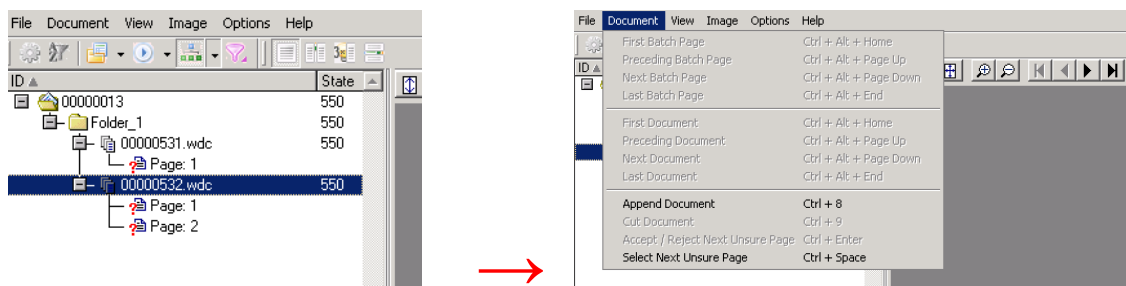 File Document View Image Options Help
ID State
00000013 550
Folder_1 550
00000531.wdc 550
Page: 1
00000532.wdc 550
Page: 1
Page: 2
File Document View Image Options Help
ID
First Batch Page Ctrl + Alt + Home
Preceding Batch Page Ctrl + Alt + Page Up
Next Batch Page Ctrl + Alt + Page Down
Last Batch Page Ctrl + Alt + End
First Document Ctrl + Alt + Home
Preceding Document Ctrl + Alt + Page Up
Next Document Ctrl + Alt + Page Down
Last Document Ctrl + Alt + End
Append Document Ctrl + 8
Cut Document Ctrl + 9
Accept / Reject Next Unsure Page Ctrl + Enter
Select Next Unsure Page Ctrl + Space